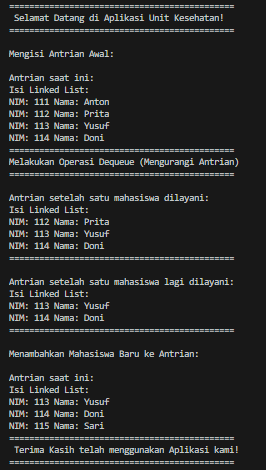 =============================================
Selamat Datang di Aplikasi Unit Kesehatan!
=============================================
Mengisi Antrian Awal:
Antrian saat ini:
Isi Linked List:
NIM: 111 Nama: Anton
NIM: 112 Nama: Prita
NIM: 113 Nama: Yusuf
NIM: 114 Nama: Doni
=============================================
Melakukan Operasi Dequeue (Mengurangi Antrian)
=============================================
Antrian setelah satu mahasiswa dilayani:
Isi Linked List:
NIM: 112 Nama: Prita
NIM: 113 Nama: Yusuf
NIM: 114 Nama: Doni
=============================================
Antrian setelah satu mahasiswa lagi dilayani:
Isi Linked List:
NIM: 113 Nama: Yusuf
NIM: 114 Nama: Doni
=============================================
Menambahkan Mahasiswa Baru ke Antrian:
Antrian saat ini:
Isi Linked List:
NIM: 113 Nama: Yusuf
NIM: 114 Nama: Doni
NIM: 115 Nama: Sari
=============================================
Terima Kasih telah menggunakan Aplikasi kami!
=============================================